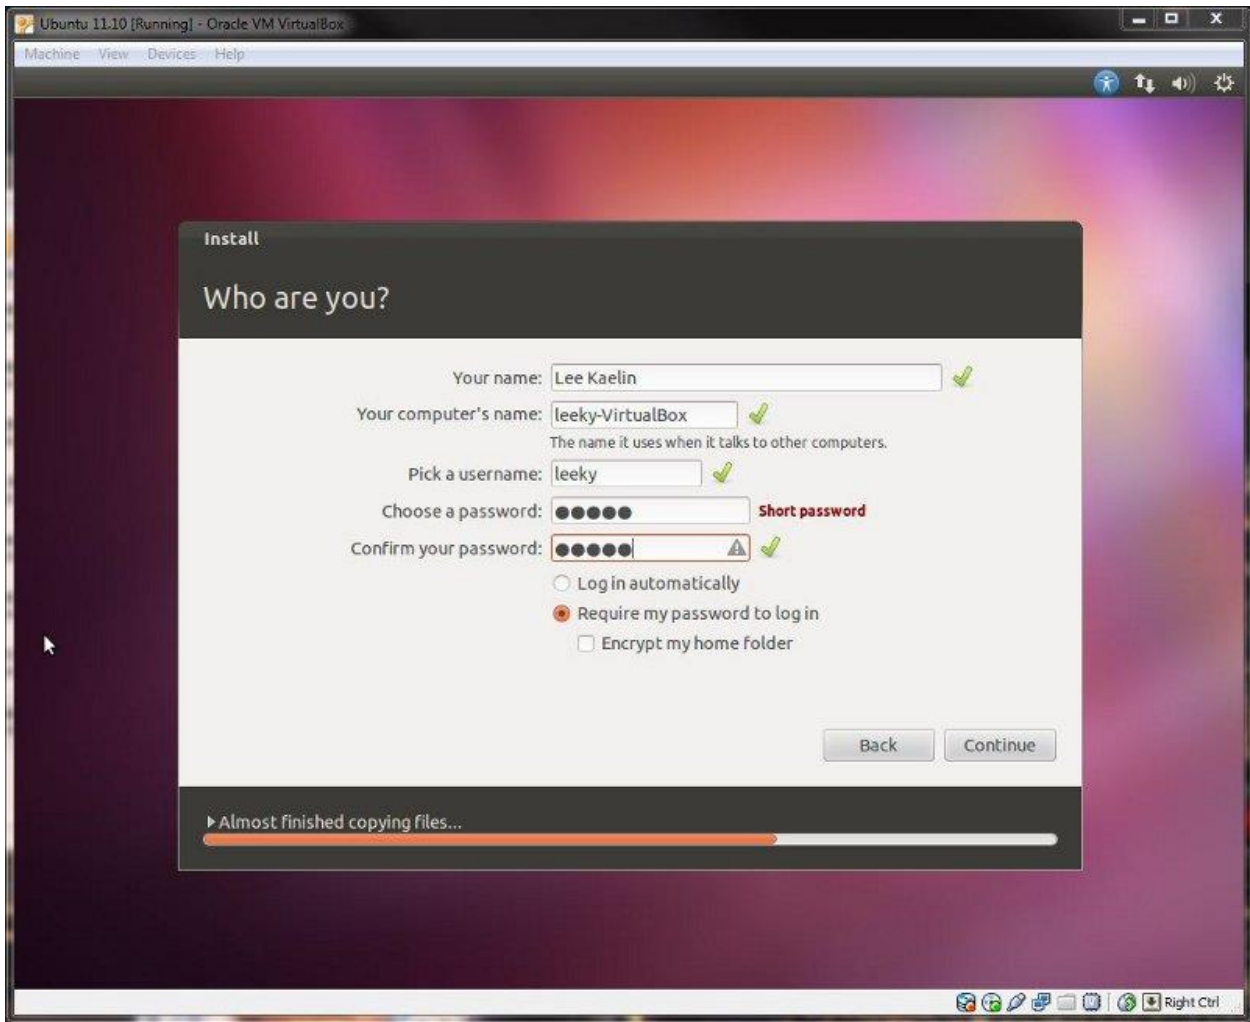 Ubuntu 11.10 [Running] - Oracle VM VirtualBox
Machine View Devices Help
Install
Who are you?
Your name: Lee Kaelin
Your computer's name: leeky-VirtualBox
The name it uses when it talks to other computers.
Pick a username: leeky
Choose a password: ●●●●● Short password
Confirm your password: ●●●●●
Log in automatically
Require my password to log in
Encrypt my home folder
Back Continue
Almost finished copying files...
Right Ctrl